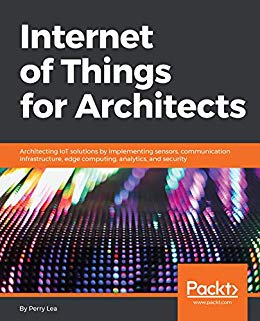 Internet
of Things
for Architects
Architecting IoT solutions by implementing sensors, communication
infrastructure, edge computing, analytics, and security
By Perry Lea
Packt>
www.packt.com